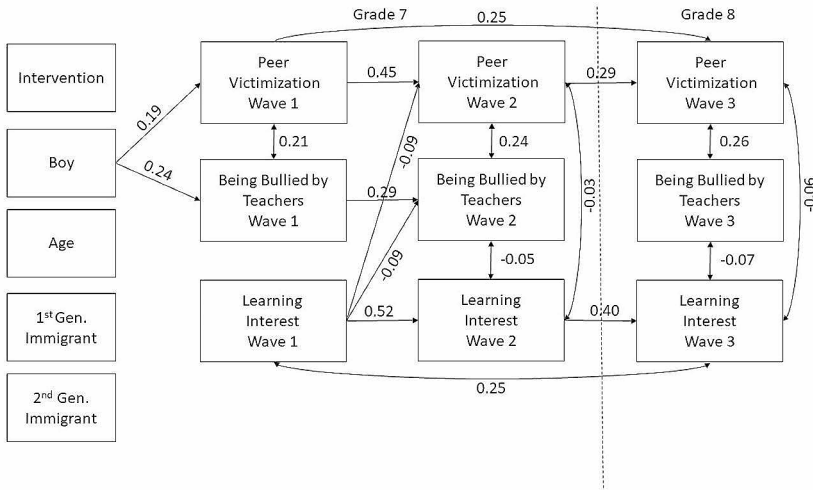 Grade 7
Grade 8
0.25
Intervention
Boy
Age
1st Gen.
Immigrant
2nd Gen.
Immigrant
0.19
0.24
Peer
Victimization
Wave 1
0.45
Peer
Victimization
Wave 2
0.29
Peer
Victimization
Wave 3
0.21
-0.09
0.24
0.26
Being Bullied by
Teachers
Wave 1
0.29
Being Bullied by
Teachers
Wave 2
-0.03
Being Bullied by
Teachers
Wave 3
-0.06
-0.09
-0.05
-0.07
Learning
Interest
Wave 1
0.52
Learning
Interest
Wave 2
0.40
Learning
Interest
Wave 3
0.25